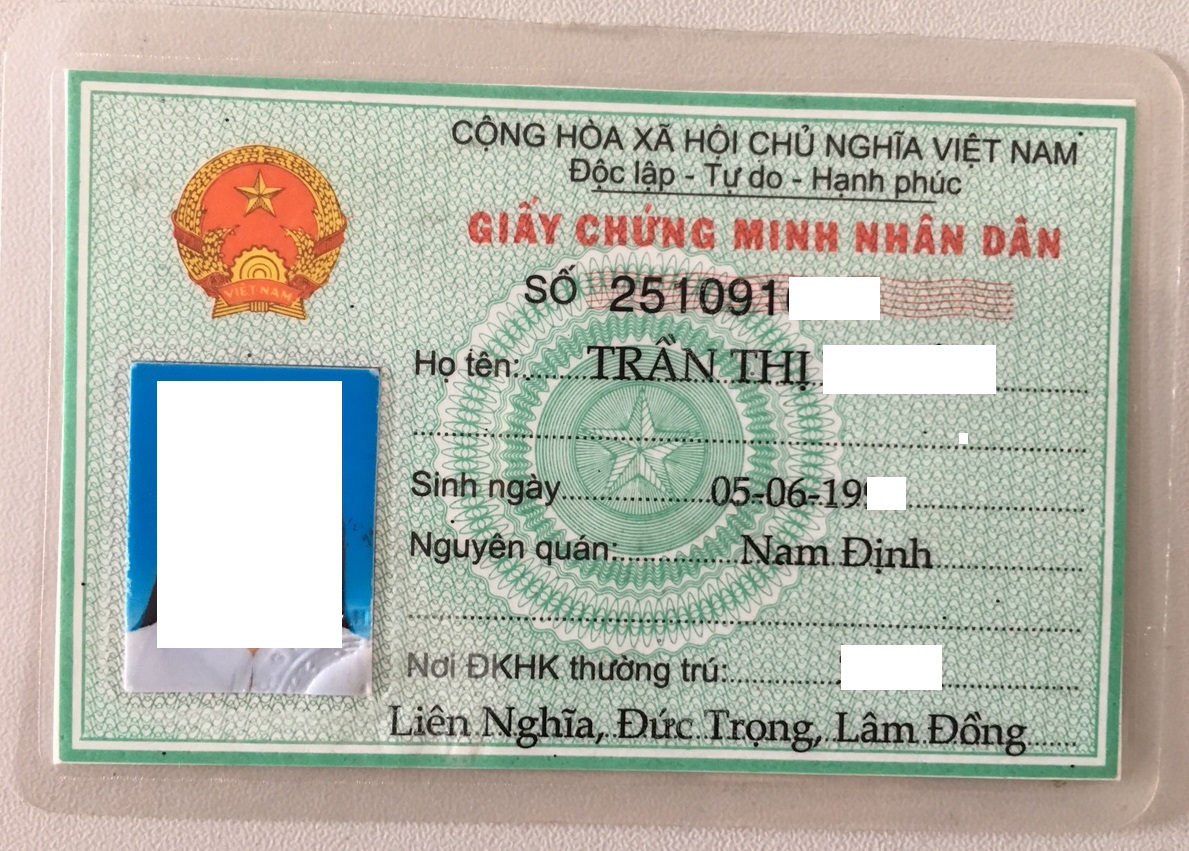 CỘNG HÒA XÃ HỘI CHỦ NGHĨA VIỆT NAM
Độc lập - Tự do - Hạnh phúc
GIẤY CHỨNG MINH NHÂN DÂN
SỐ 251091
VIỆT NAM
Họ tên: TRẦN THỊ
Sinh ngày 05-06-19
Nguyên quán: Nam Định
Nơi ĐKHK thường trú:
Liên Nghĩa, Đức Trọng, Lâm Đồng